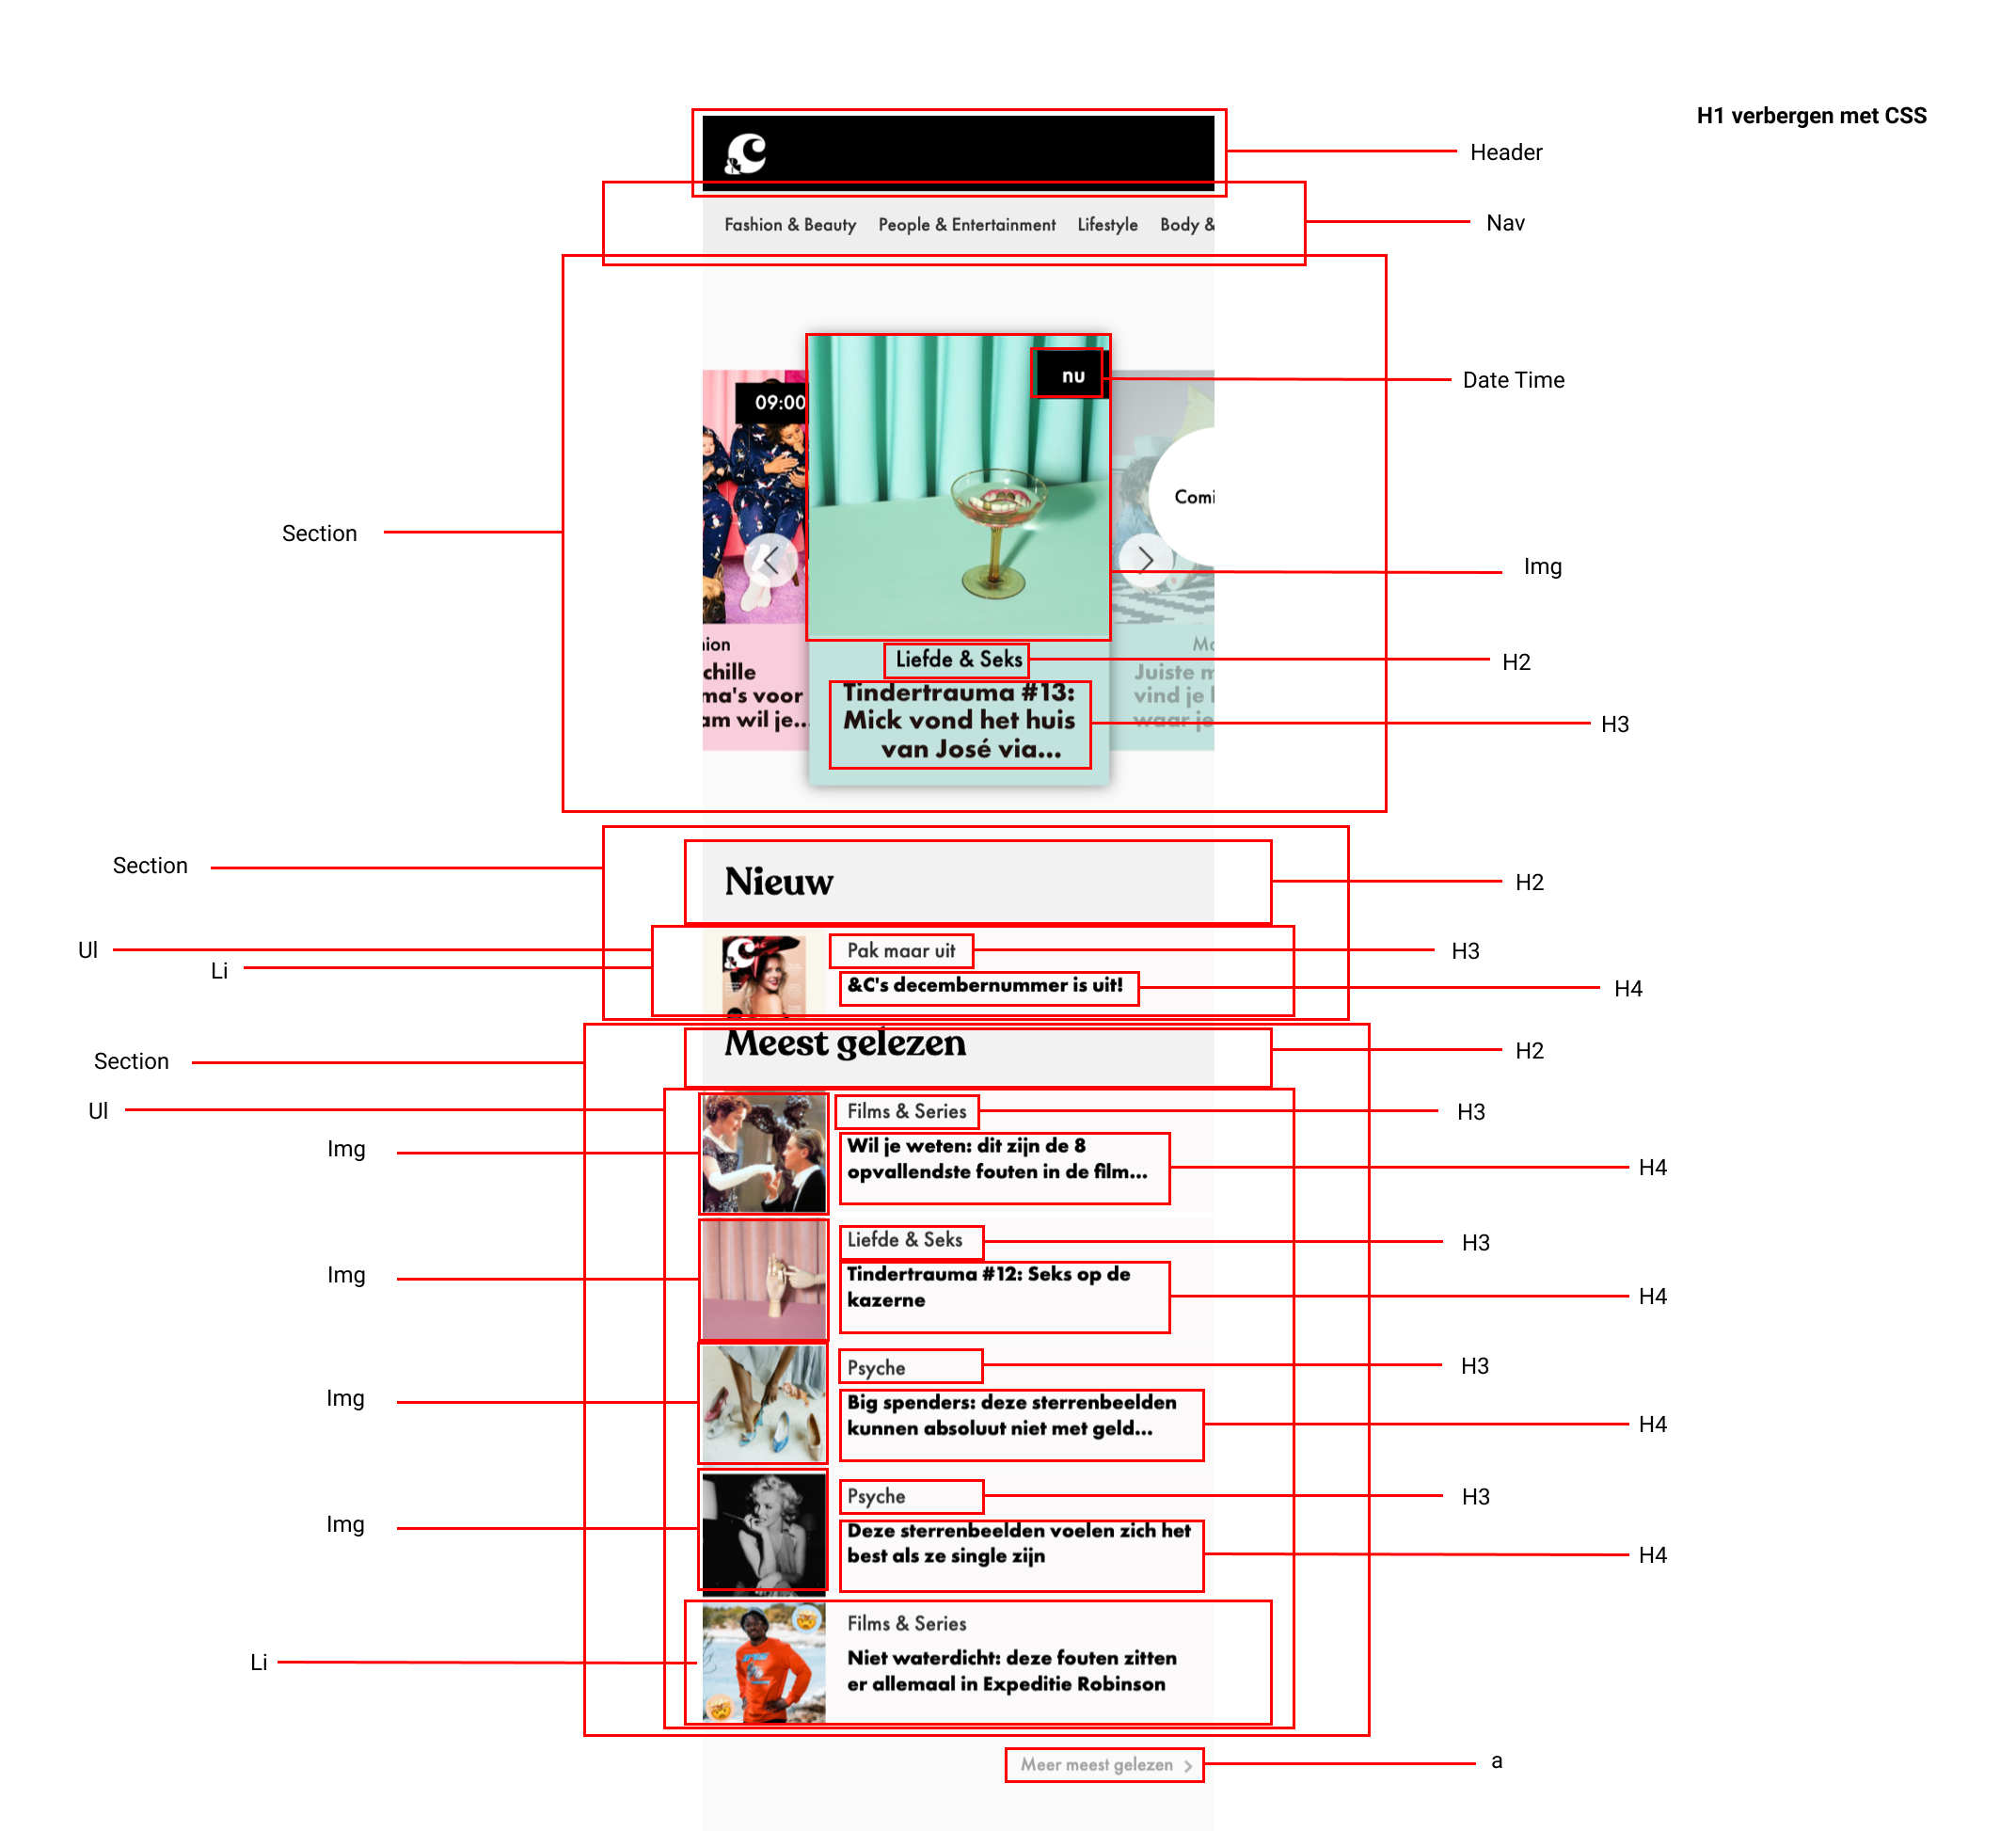 H1 verbergen met CSS
&C
Header
Fashion & Beauty People & Entertainment Lifestyle Body &
Nav
nu
Date Time
09:00
Comi
Section
Img
hion
Liefde & Seks
Mo
H2
chille
ma's voor
am wil je...
Tindertrauma #13:
Mick vond het huis
van José via...
Juiste m
vind je l
waar je
H3
Section
Nieuw
H2
Ul
Li
&C
Pak maar uit
H3
&C's decembernummer is uit!
H4
Section
Meest gelezen
H2
Ul
Films & Series
H3
Img
Wil je weten: dit zijn de 8
opvallendste fouten in de film...
H4
Liefde & Seks
H3
Img
Tindertrauma #12: Seks op de
kazerne
H4
Psyche
H3
Img
Big spenders: deze sterrenbeelden
kunnen absoluut niet met geld...
H4
Psyche
H3
Img
Deze sterrenbeelden voelen zich het
best als ze single zijn
H4
Films & Series
Li
Niet waterdicht: deze fouten zitten
er allemaal in Expeditie Robinson
Meer meest gelezen >
a